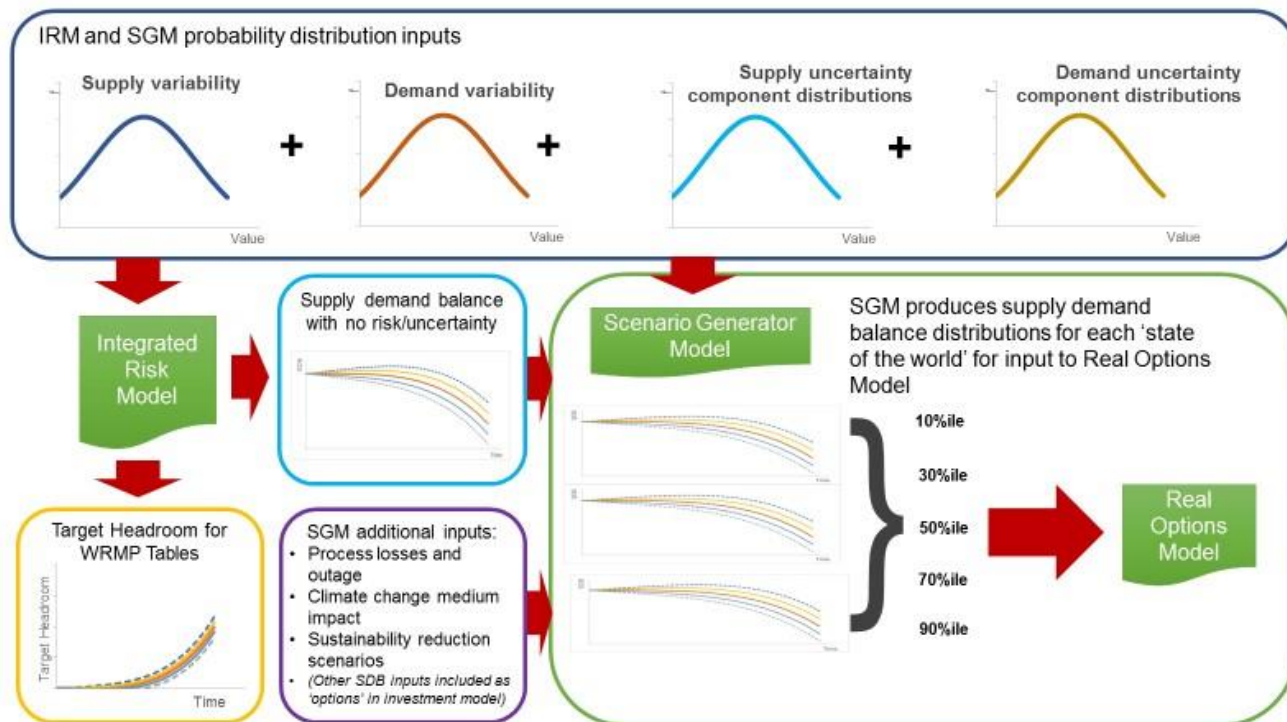 IRM and SGM probability distribution inputs
Supply variability
Demand variability
Supply uncertainty
component distributions
Demand uncertainty
component distributions
+
+
+
f
f
f
f
Value
Value
Value
Value
Integrated
Risk
Model
Supply demand balance
with no risk/uncertainty
Time
Scenario Generator
Model
SGM produces supply demand
balance distributions for each ‘state
of the world’ for input to Real Options
Model
10%ile
30%ile
50%ile
70%ile
90%ile
Real
Options
Model
Target Headroom for
WRMP Tables
Target Headroom
Time
SGM additional inputs:
• Process losses and
outage
• Climate change medium
impact
• Sustainability reduction
scenarios
• (Other SDB inputs included as
‘options’ in investment model)